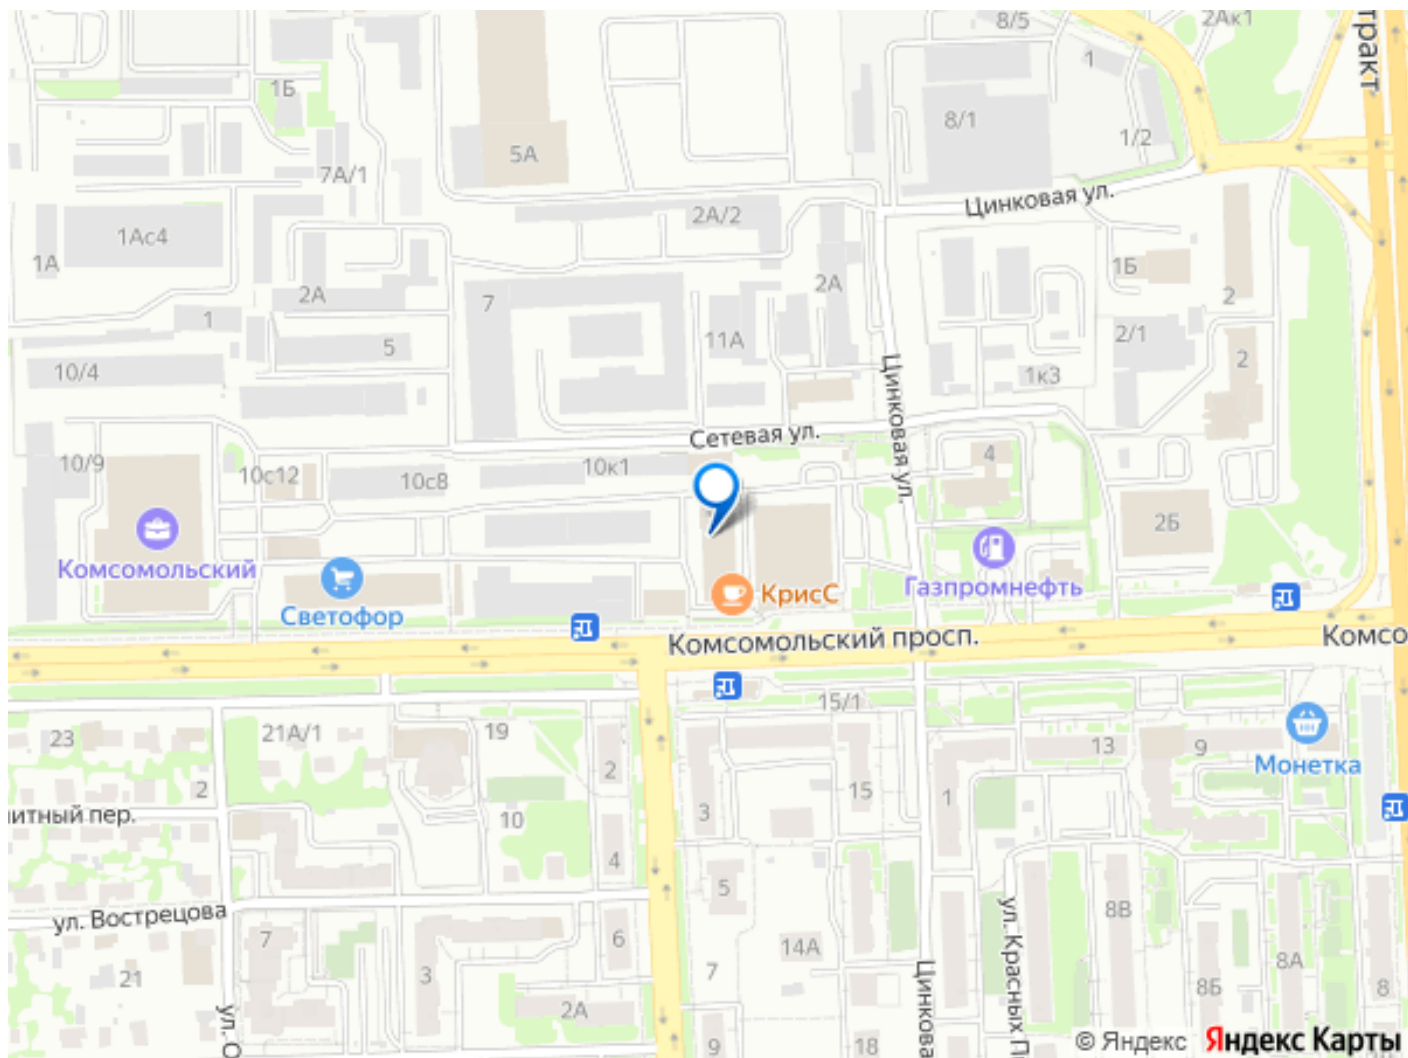 8/5
2Ак1
тракт
1
1Б
8/1
1/2
5А
7А/1
Цинковая ул.
2А/2
1Ас4
1А
1Б
2А
2А
7
2
1
11А
2/1
5
2
10/4
1к3
Цинковая ул.
Сетевая ул.
4
10/9
10к1
10с12
10с8
2Б
Комсомольский
Газпромнефть
КрисС
Светофор
Комсомольский просп.
Комсо
15/1
23
21А/1
19
13
9
2
Монетка
2
15
1
3
итный пер.
10
4
5
ул. Вострецова
8В
7
6
14А
ул. Красных П
3
7
21
8А
8Б
8
2А
ул. О
Цинкова
9
18
© Яндекс Яндекс Карты